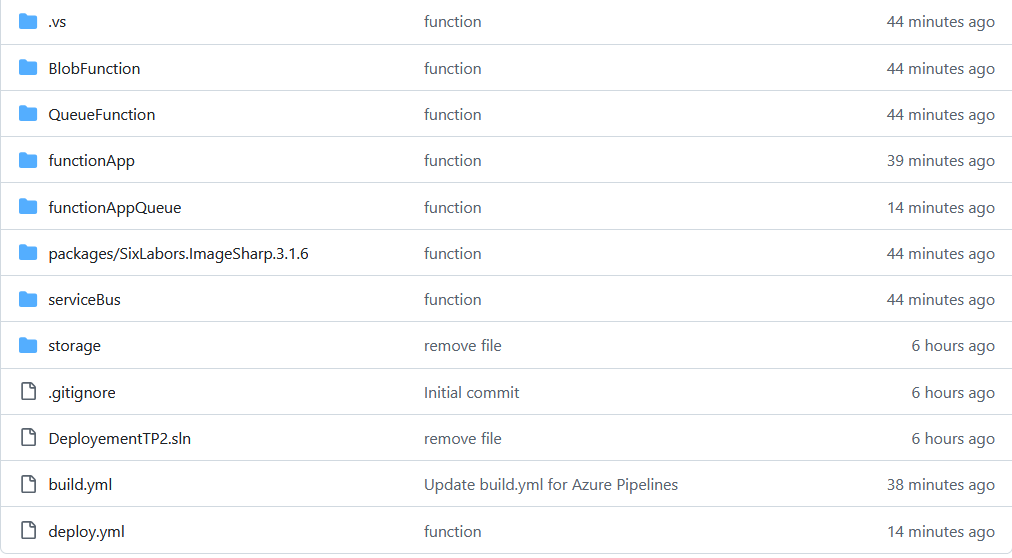 .vs function 44 minutes ago
BlobFunction function 44 minutes ago
QueueFunction function 44 minutes ago
functionApp function 39 minutes ago
functionAppQueue function 14 minutes ago
packages/SixLabors.ImageSharp.3.1.6 function 44 minutes ago
serviceBus function 44 minutes ago
storage remove file 6 hours ago
.gitignore Initial commit 6 hours ago
DeployementTP2.sln remove file 6 hours ago
build.yml Update build.yml for Azure Pipelines 38 minutes ago
deploy.yml function 14 minutes ago